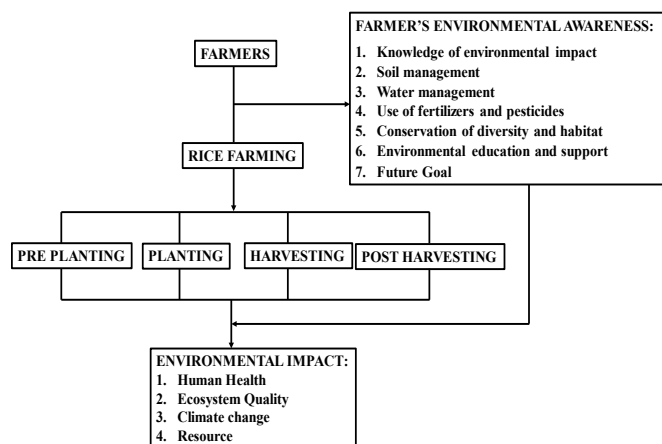 FARMERS
FARMER'S ENVIRONMENTAL AWARENESS:
1. Knowledge of environmental impact
2. Soil management
3. Water management
4. Use of fertilizers and pesticides
5. Conservation of diversity and habitat
6. Environmental education and support
7. Future Goal
RICE FARMING
PRE PLANTING
PLANTING
HARVESTING
POST HARVESTING
ENVIRONMENTAL IMPACT:
1. Human Health
2. Ecosystem Quality
3. Climate change
4. Resource